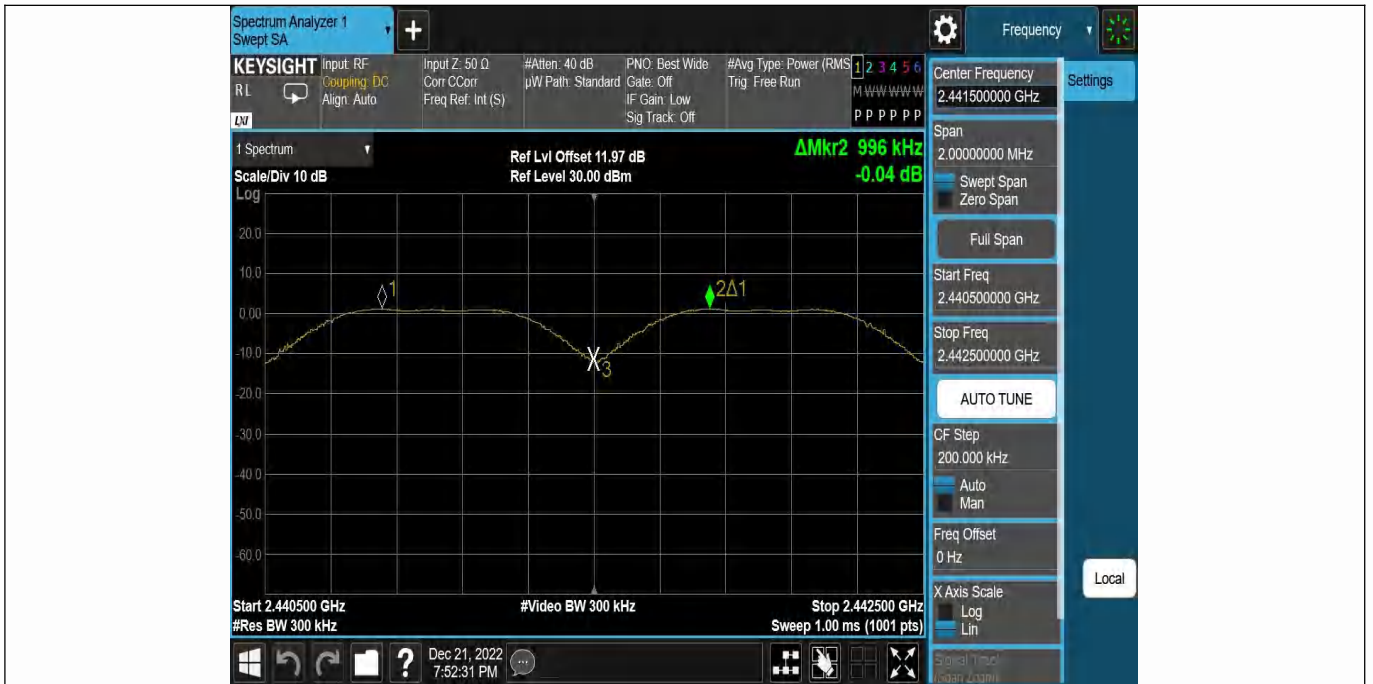 Spectrum Analyzer 1
Swept SA
+
Frequency
KEYSIGHT
RL
LXI
Input: RF
Coupling: DC
Align: Auto
Input Z: 50 Ω
Corr CCorr
Freq Ref: Int (S)
#Atten: 40 dB
µW Path: Standard
PNO: Best Wide
Gate: Off
IF Gain: Low
Sig Track: Off
#Avg Type: Power (RMS
Trig: Free Run
1 2 3 4 5 6
M W W W W W
P P P P P P
1 Spectrum
Scale/Div 10 dB
Log
Ref Lvl Offset 11.97 dB
Ref Level 30.00 dBm
ΔMkr2 996 kHz
-0.04 dB
20.0
10.0
0.00
-10.0
-20.0
-30.0
-40.0
-50.0
-60.0
1
2Δ1
X3
Start 2.440500 GHz
#Res BW 300 kHz
#Video BW 300 kHz
Stop 2.442500 GHz
Sweep 1.00 ms (1001 pts)
?
Dec 21, 2022
7:52:31 PM
Center Frequency
2.441500000 GHz
Settings
Span
2.00000000 MHz
Swept Span
Zero Span
Full Span
Start Freq
2.440500000 GHz
Stop Freq
2.442500000 GHz
AUTO TUNE
CF Step
200.000 kHz
Auto
Man
Freq Offset
0 Hz
X Axis Scale
Log
Lin
Local
Signal Track
(Span Zoom)